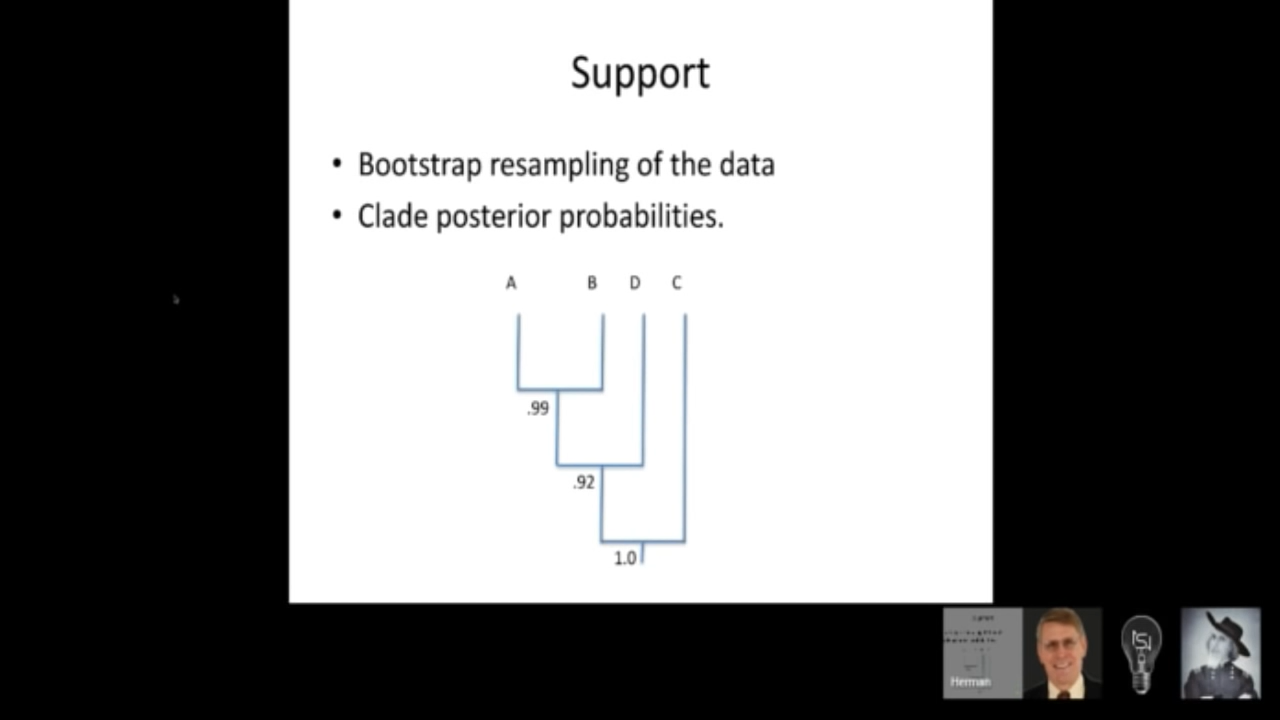 Support
• Bootstrap resampling of the data
• Clade posterior probabilities.
A B D C
.99
.92
1.0
Herman